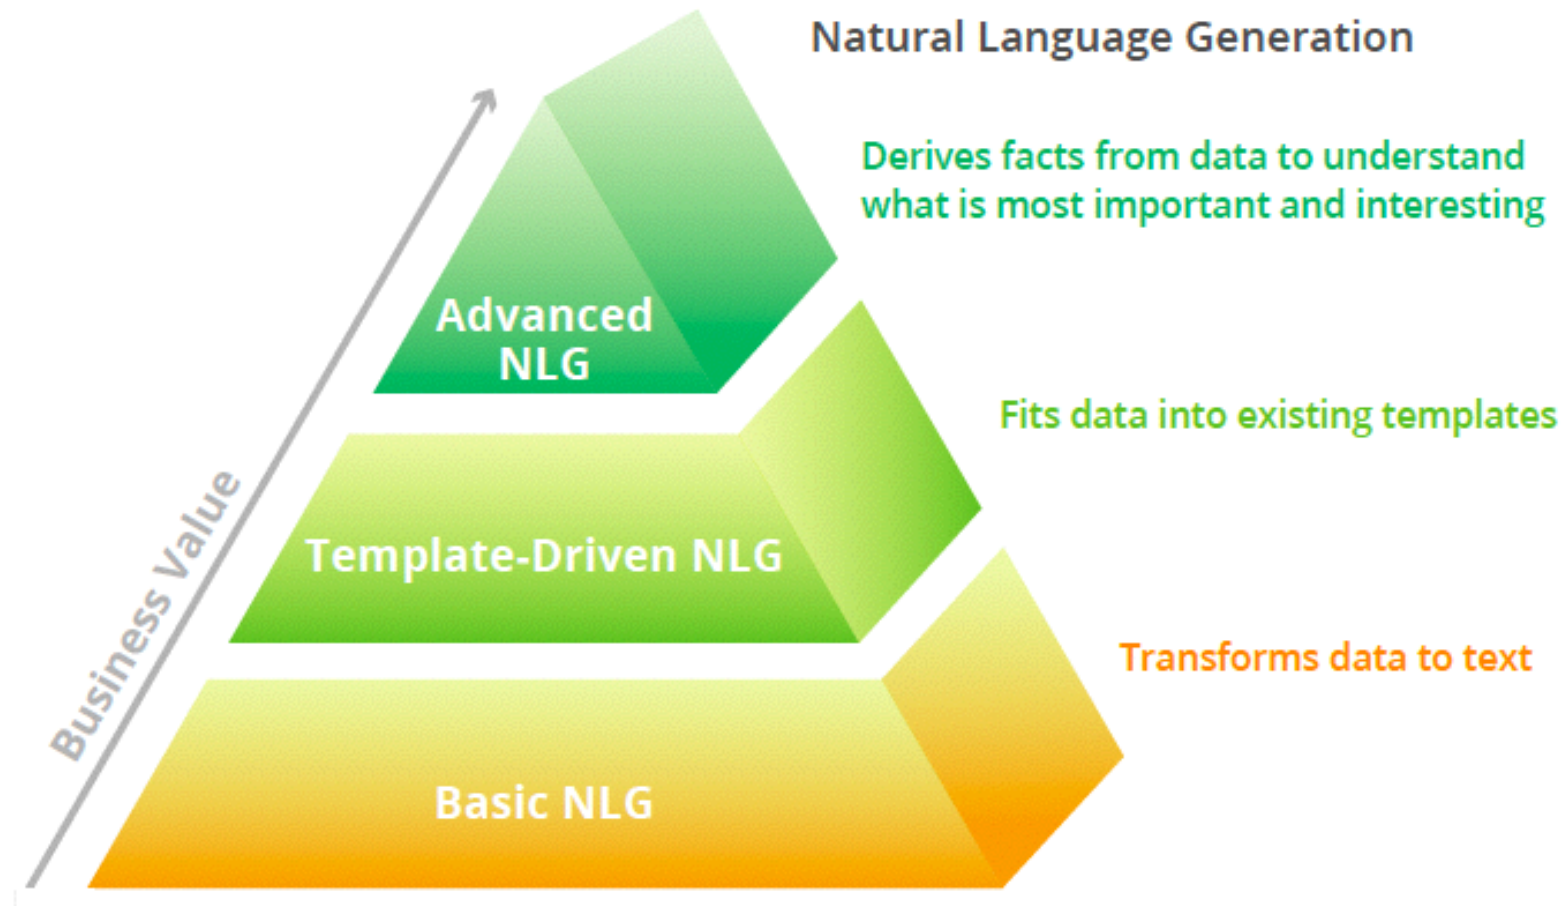 Natural Language Generation
Derives facts from data to understand
what is most important and interesting
Advanced
NLG
Fits data into existing templates
Template-Driven NLG
Business Value
Transforms data to text
Basic NLG